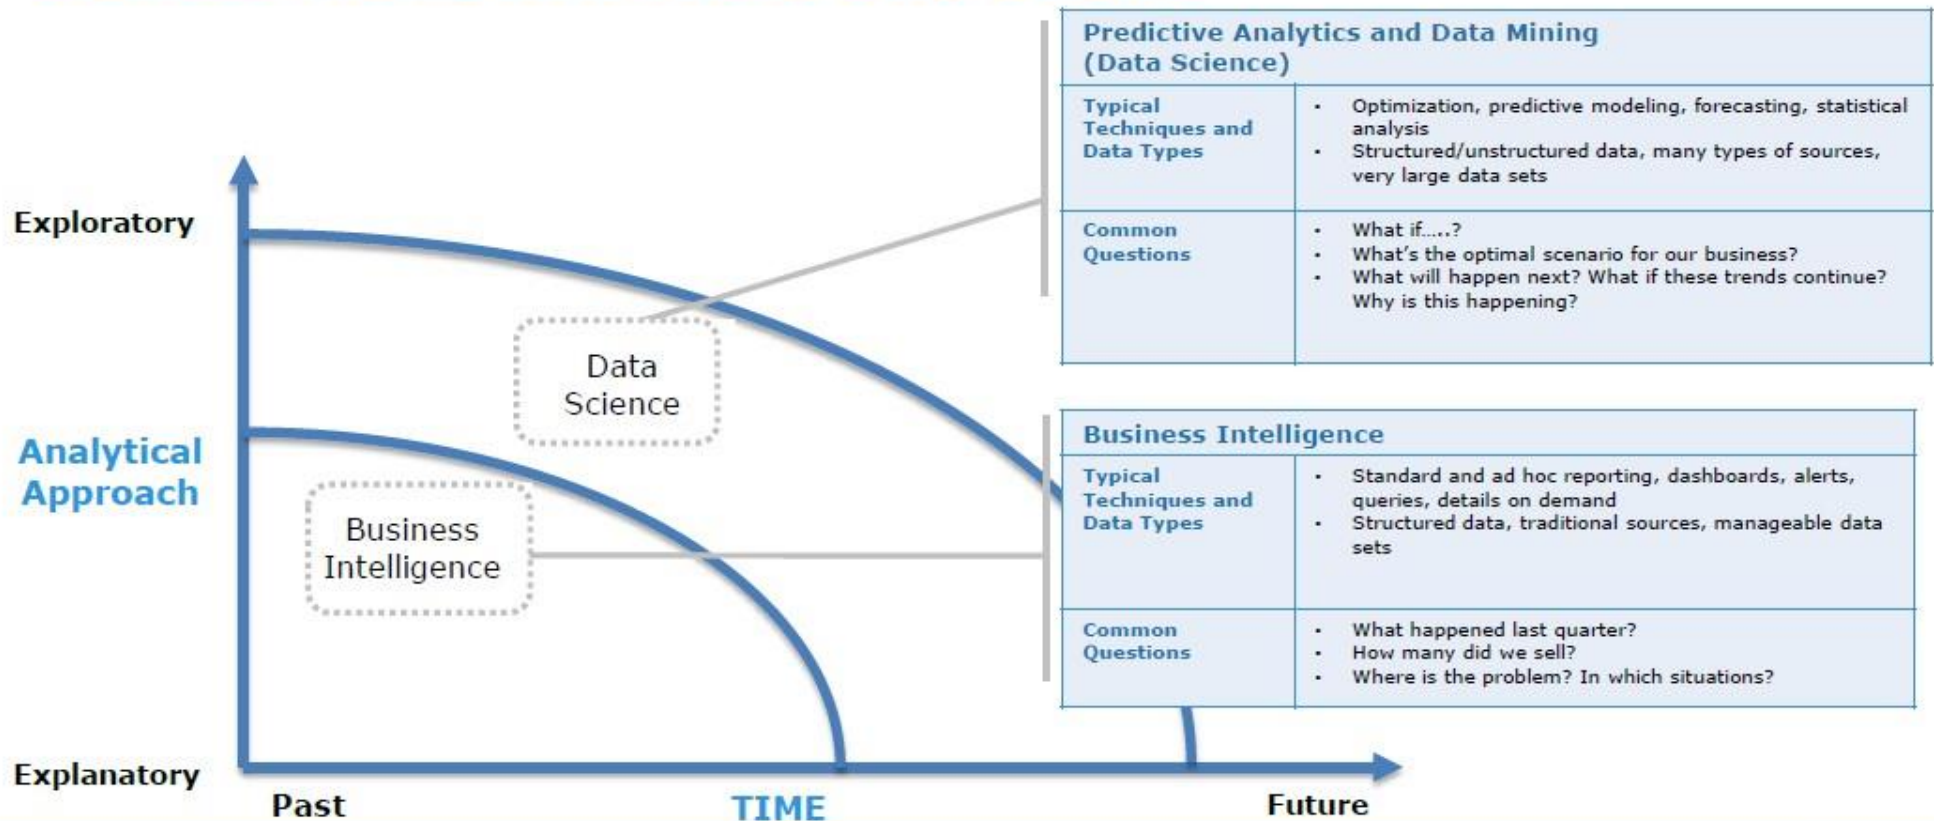 Predictive Analytics and Data Mining
(Data Science)
Typical
Techniques and
Data Types
• Optimization, predictive modeling, forecasting, statistical
analysis
• Structured/unstructured data, many types of sources,
very large data sets
Common
Questions
• What if…..?
• What’s the optimal scenario for our business?
• What will happen next? What if these trends continue?
Why is this happening?
Exploratory
Data
Science
Analytical
Approach
Business
Intelligence
Business Intelligence
Typical
Techniques and
Data Types
• Standard and ad hoc reporting, dashboards, alerts,
queries, details on demand
• Structured data, traditional sources, manageable data
sets
Common
Questions
• What happened last quarter?
• How many did we sell?
• Where is the problem? In which situations?
Explanatory
Past
TIME
Future